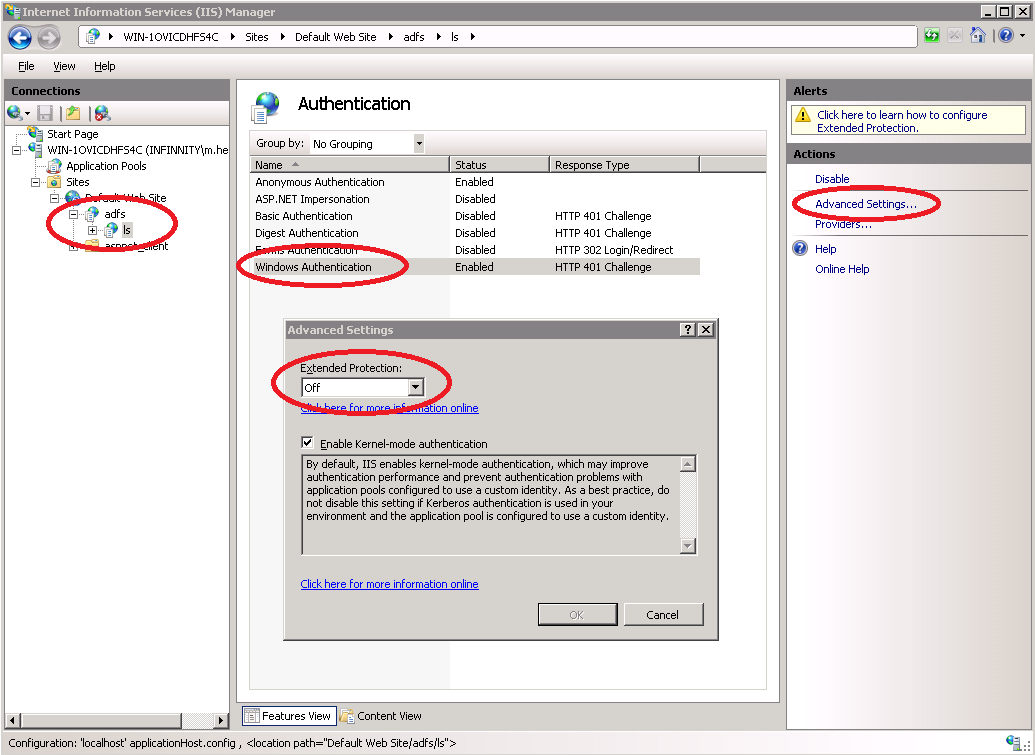 Internet Information Services (IIS) Manager
WIN-1OVICDHFS4C Sites Default Web Site adfs ls
File View Help
Connections
Start Page
WIN-1OVICDHFS4C (INFINNITY\m.he
Application Pools
Sites
Default Web Site
adfs
ls
aspnet_client
Authentication
Group by: No Grouping
Name Status Response Type
Anonymous Authentication Enabled
ASP.NET Impersonation Disabled
Basic Authentication Disabled HTTP 401 Challenge
Digest Authentication Disabled HTTP 401 Challenge
Forms Authentication Disabled HTTP 302 Login/Redirect
Windows Authentication Enabled HTTP 401 Challenge
Advanced Settings
Extended Protection:
Off
Click here for more information online
Enable Kernel-mode authentication
By default, IIS enables kernel-mode authentication, which may improve
authentication performance and prevent authentication problems with
application pools configured to use a custom identity. As a best practice, do
not disable this setting if Kerberos authentication is used in your
environment and the application pool is configured to use a custom identity.
Click here for more information online
OK Cancel
Features View Content View
Alerts
Click here to learn how to configure
Extended Protection.
Actions
Disable
Advanced Settings...
Providers...
Help
Online Help
Configuration: 'localhost' applicationHost.config , <location path="Default Web Site/adfs/ls">